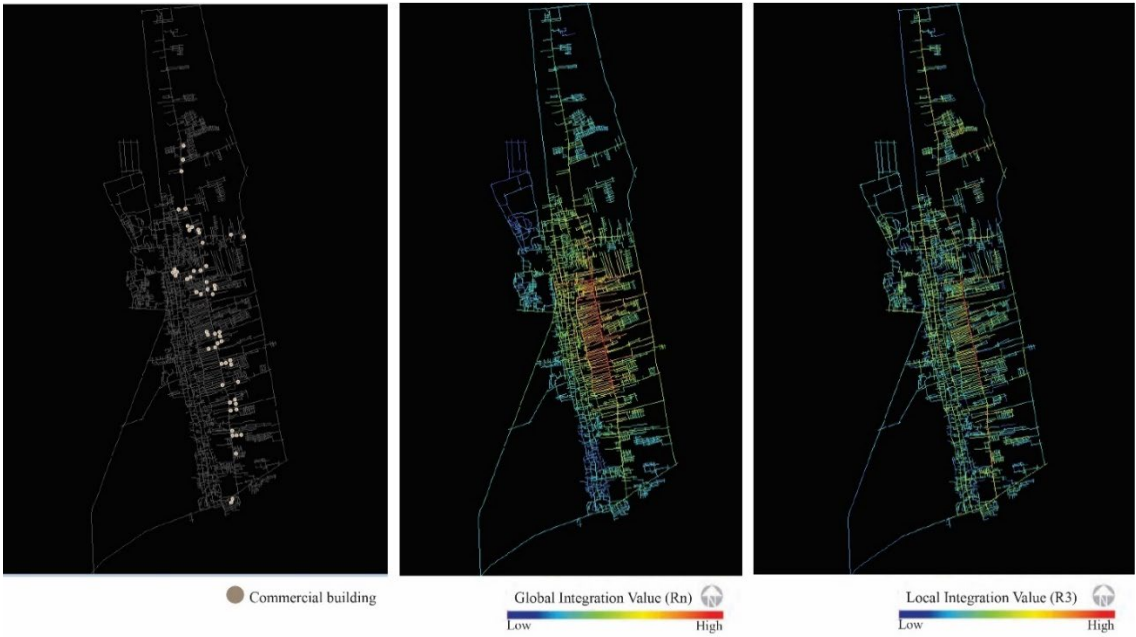 Commercial building
Global Integration Value (Rn)
N
Low High
Local Integration Value (R3)
N
Low High